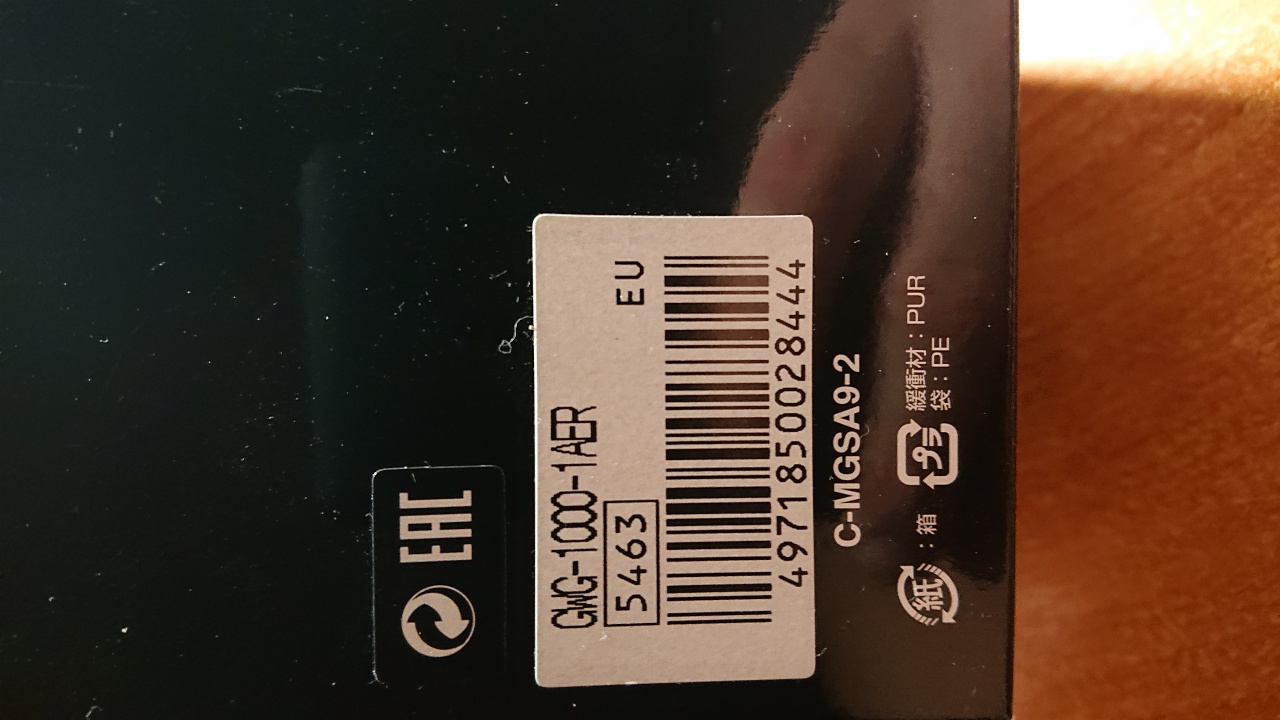 EAC
GWG-1000-1AER
5463
EU
4971850028444
C-MGSA9-2
紙 : 箱
プラ 緩衝材 : PUR
袋 : PE